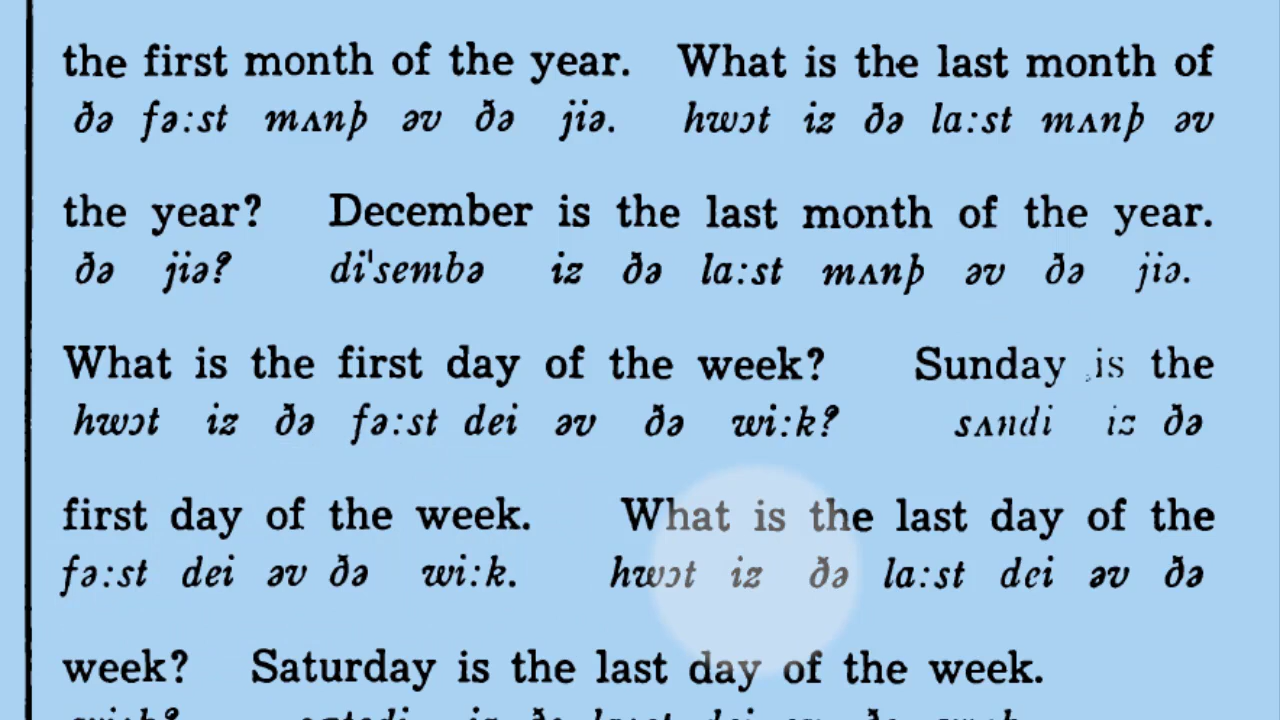 the first month of the year. What is the last month of
ðə fə:st mʌnþ əv ðə jiə. hwɔt iz ðə la:st mʌnþ əv
the year? December is the last month of the year.
ðə jiə? di'sembə iz ðə la:st mʌnþ əv ðə jiə.
What is the first day of the week? Sunday is the
hwɔt iz ðə fə:st dei əv ðə wi:k? sʌndi iz ðə
first day of the week. What is the last day of the
fə:st dei əv ðə wi:k. hwɔt iz ðə la:st dei əv ðə
week? Saturday is the last day of the week.